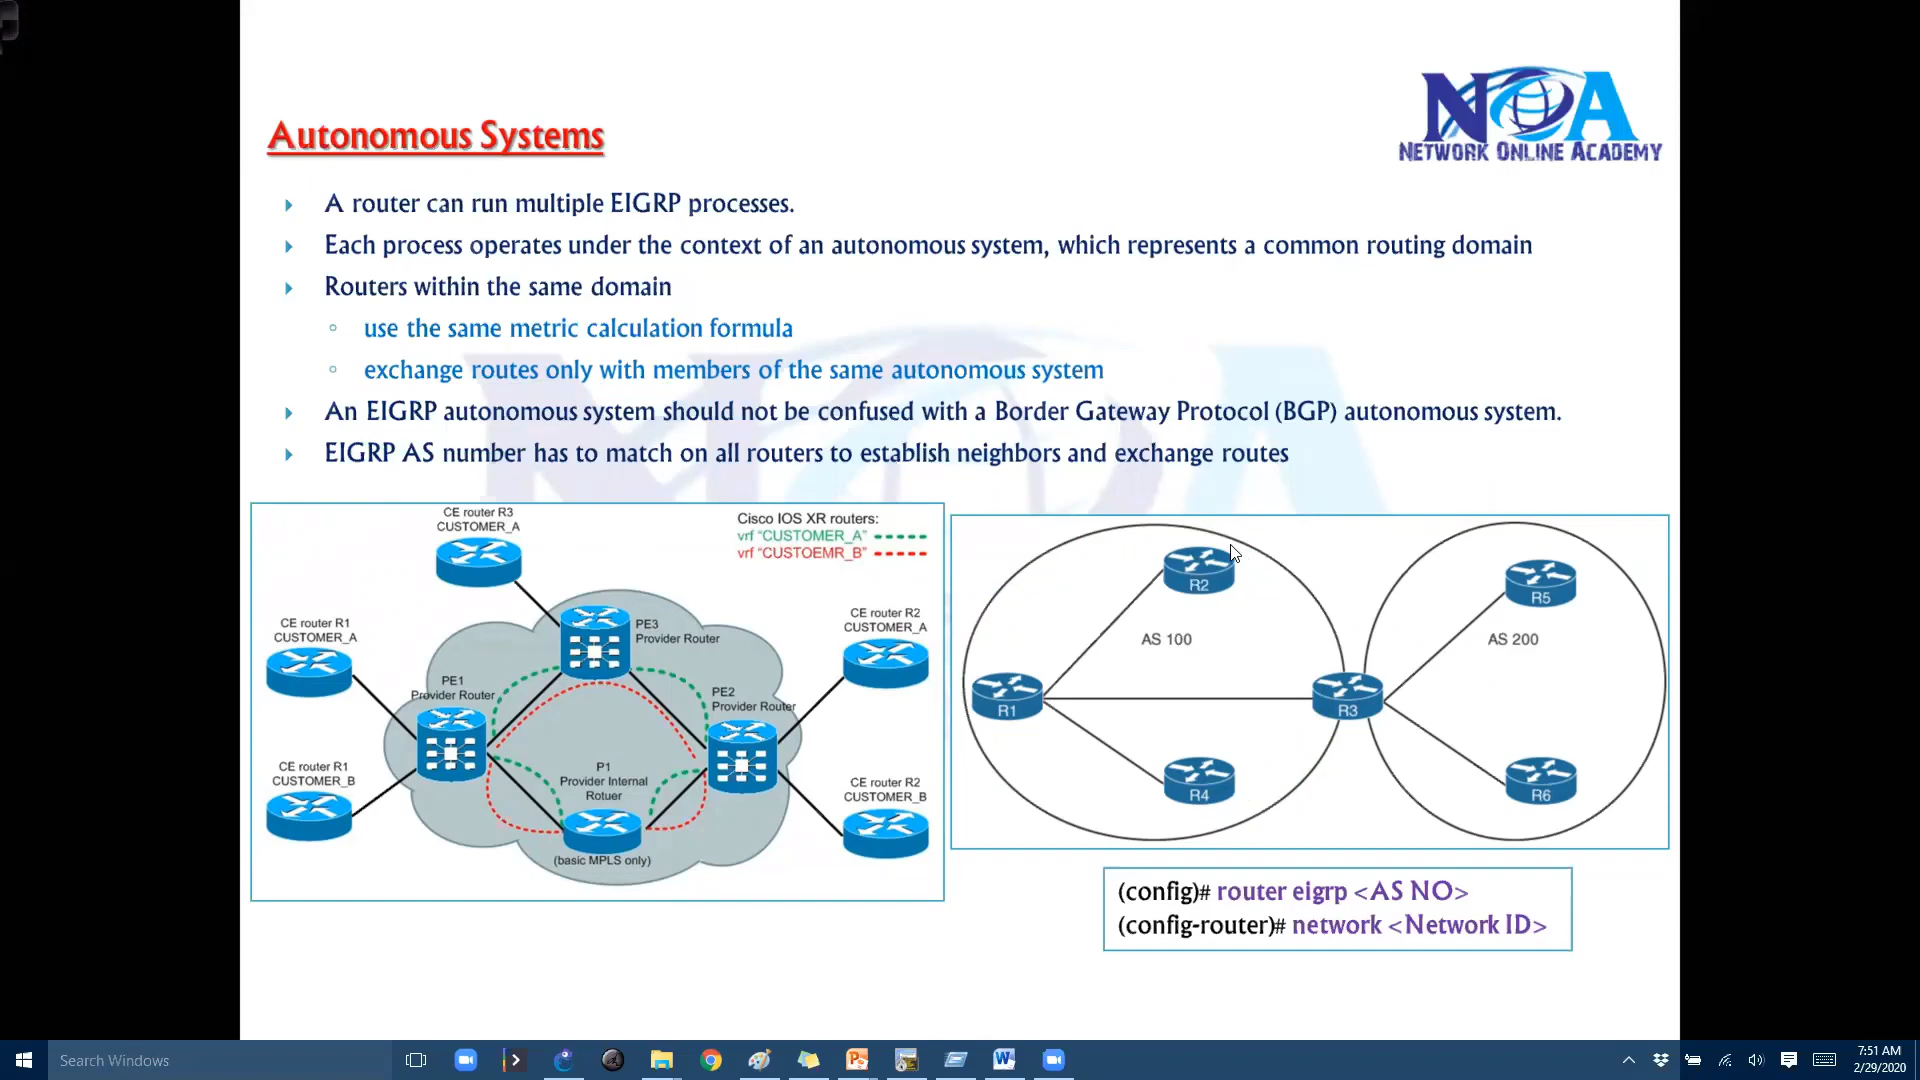 NOA
NETWORK ONLINE ACADEMY
Autonomous Systems
A router can run multiple EIGRP processes.
Each process operates under the context of an autonomous system, which represents a common routing domain
Routers within the same domain
use the same metric calculation formula
exchange routes only with members of the same autonomous system
An EIGRP autonomous system should not be confused with a Border Gateway Protocol (BGP) autonomous system.
EIGRP AS number has to match on all routers to establish neighbors and exchange routes
CE router R3
CUSTOMER_A
Cisco IOS XR routers:
vrf "CUSTOMER_A"
vrf "CUSTOEMR_B"
CE router R1
CUSTOMER_A
PE3
Provider Router
CE router R2
CUSTOMER_A
PE1
Provider Router
PE2
Provider Router
CE router R1
CUSTOMER_B
P1
Provider Internal
Rotuer
(basic MPLS only)
CE router R2
CUSTOMER_B
R2
R5
AS 100
AS 200
R1
R3
R4
R6
(config)# router eigrp <AS NO>
(config-router)# network <Network ID>
Search Windows
7:51 AM
2/29/2020